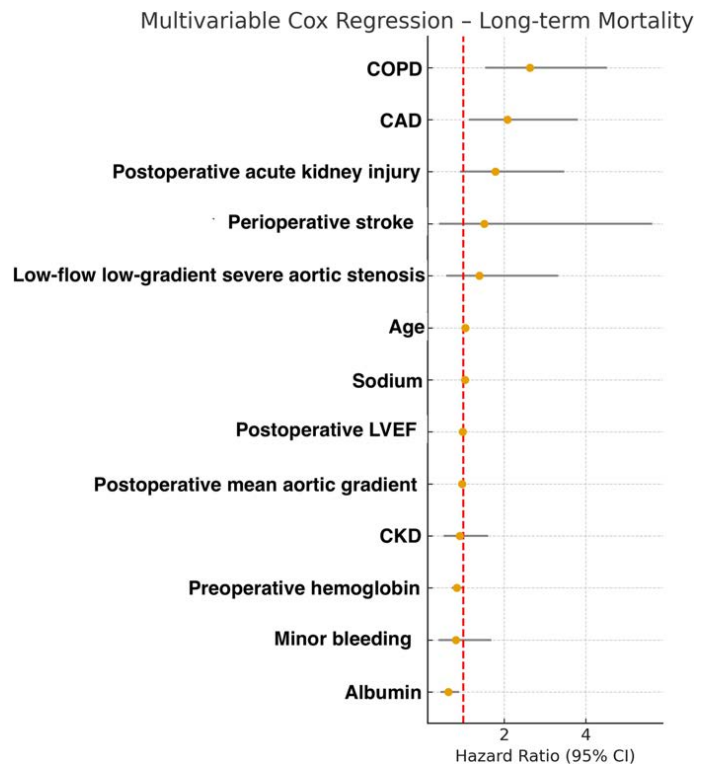 Multivariable Cox Regression – Long-term Mortality
COPD
CAD
Postoperative acute kidney injury
Perioperative stroke
Low-flow low-gradient severe aortic stenosis
Age
Sodium
Postoperative LVEF
Postoperative mean aortic gradient
CKD
Preoperative hemoglobin
Minor bleeding
Albumin
2 4
Hazard Ratio (95% CI)